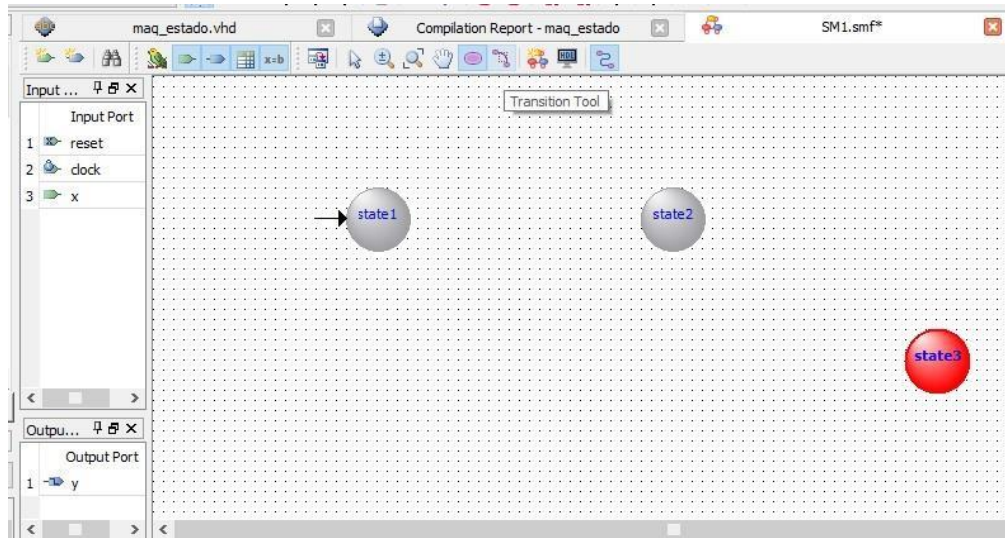 maq_estado.vhd
Compilation Report - maq_estado
SM1.smf*
x=b
HDL
Input ...
Transition Tool
Input Port
1 reset
2 clock
3 x
state1
state2
state3
Outpu...
Output Port
1 y